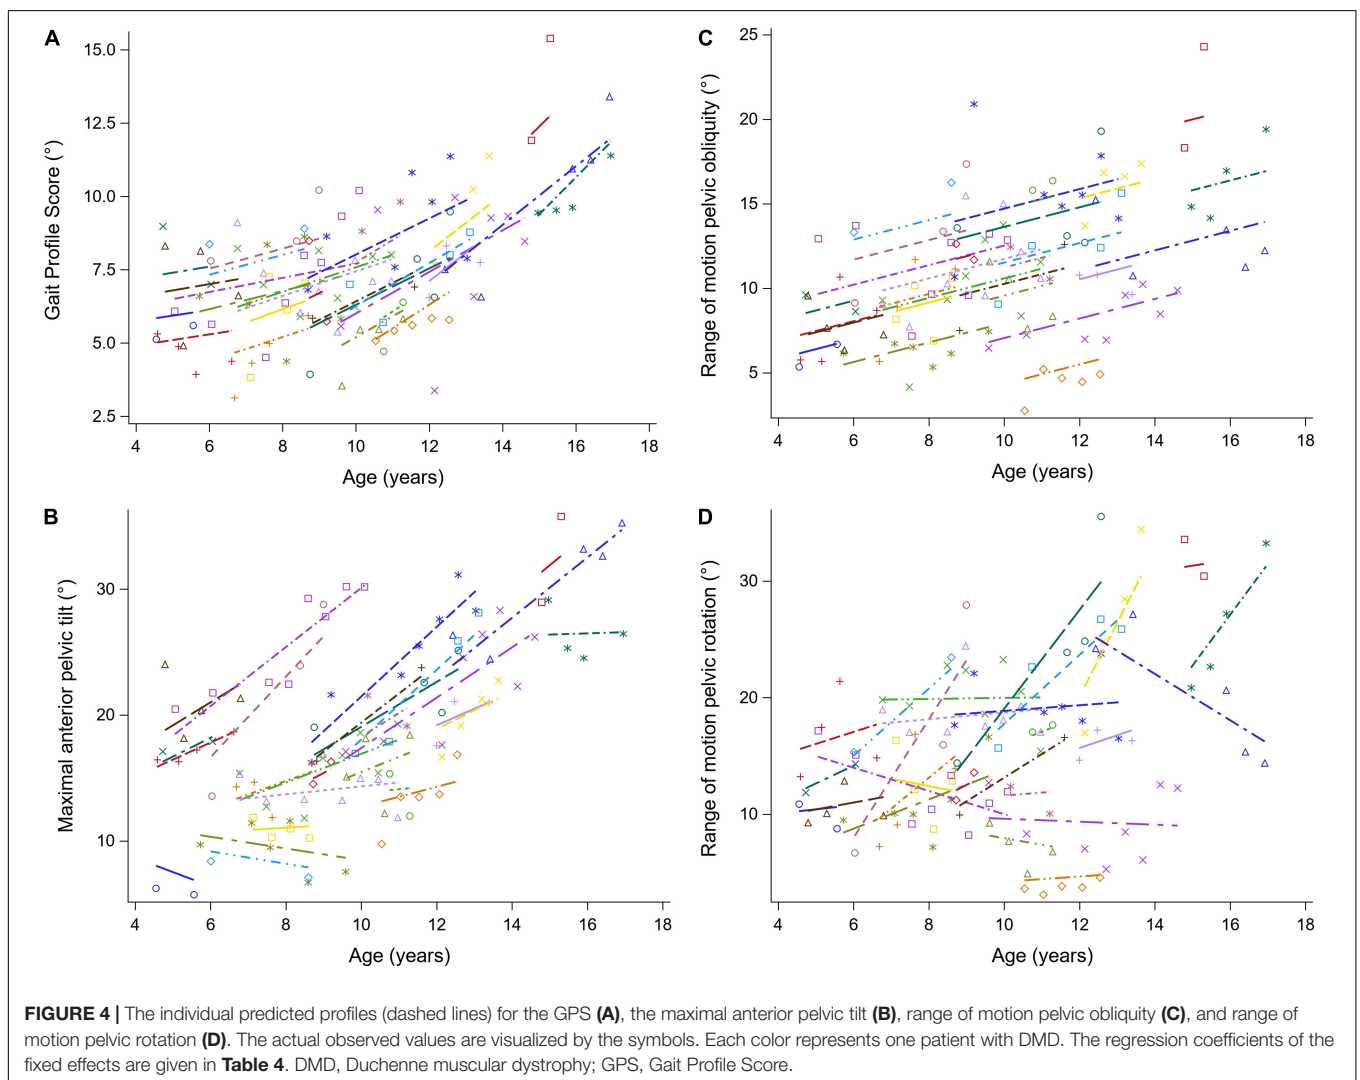 A
15.0
12.5
10.0
7.5
5.0
2.5
Gait Profile Score (°)
4 6 8 10 12 14 16 18
Age (years)
C
25
20
15
10
5
Range of motion pelvic obliquity (°)
4 6 8 10 12 14 16 18
Age (years)
B
30
20
10
Maximal anterior pelvic tilt (°)
4 6 8 10 12 14 16 18
Age (years)
D
30
20
10
Range of motion pelvic rotation (°)
4 6 8 10 12 14 16 18
Age (years)
FIGURE 4 | The individual predicted profiles (dashed lines) for the GPS (A), the maximal anterior pelvic tilt (B), range of motion pelvic obliquity (C), and range of
motion pelvic rotation (D). The actual observed values are visualized by the symbols. Each color represents one patient with DMD. The regression coefficients of the
fixed effects are given in Table 4. DMD, Duchenne muscular dystrophy; GPS, Gait Profile Score.